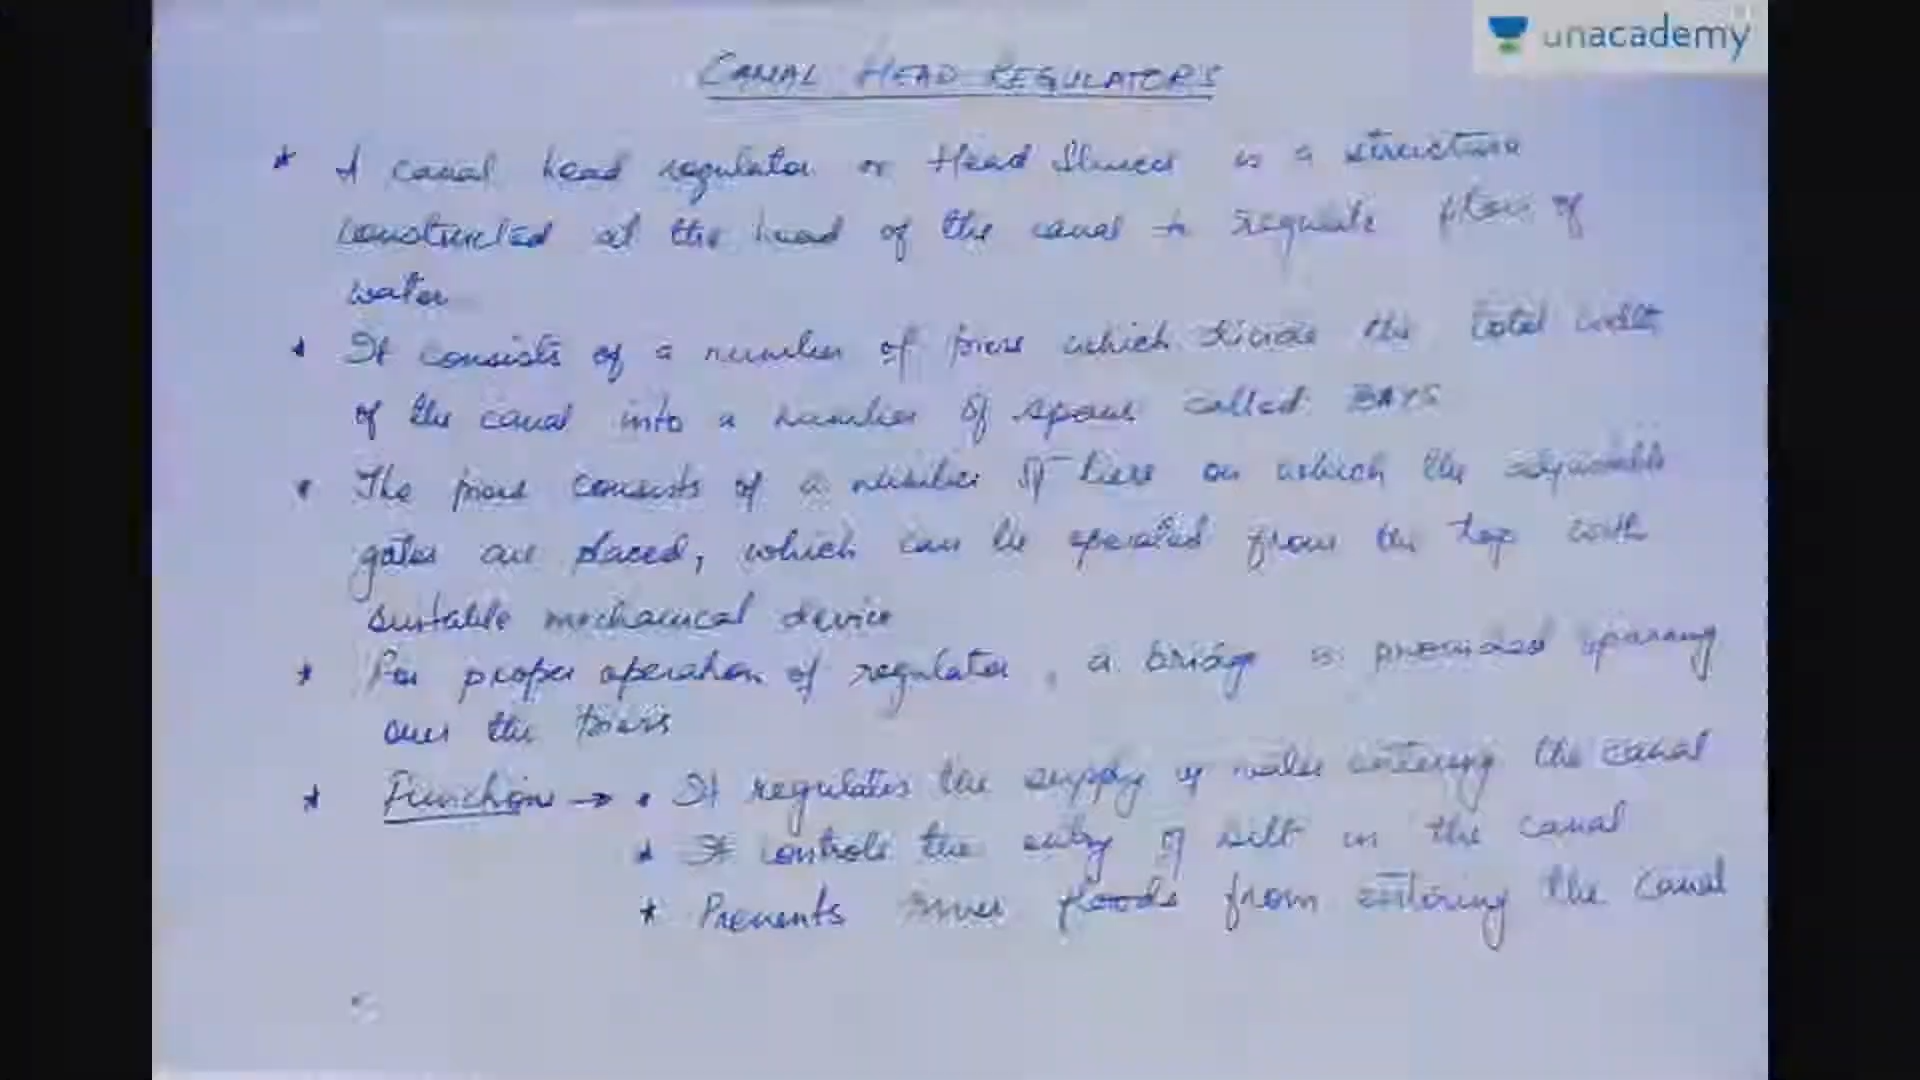 unacademy
CANAL HEAD REGULATORS
* A canal head regulator or Head Sluice is a structure
constructed at the head of the canal to regulate flow of
water
* It consists of a number of piers which divide the total width
of the canal into a number of spans called BAYS
* The piers consists of a number of tiers on which the adjustable
gates are placed, which can be operated from the top with
suitable mechanical device
* For proper operation of regulator, a bridge is provided spanning
over the piers
* Function → * It regulates the supply of water entering the canal
* It controls the entry of silt in the canal
* Prevents river floods from entering the canal